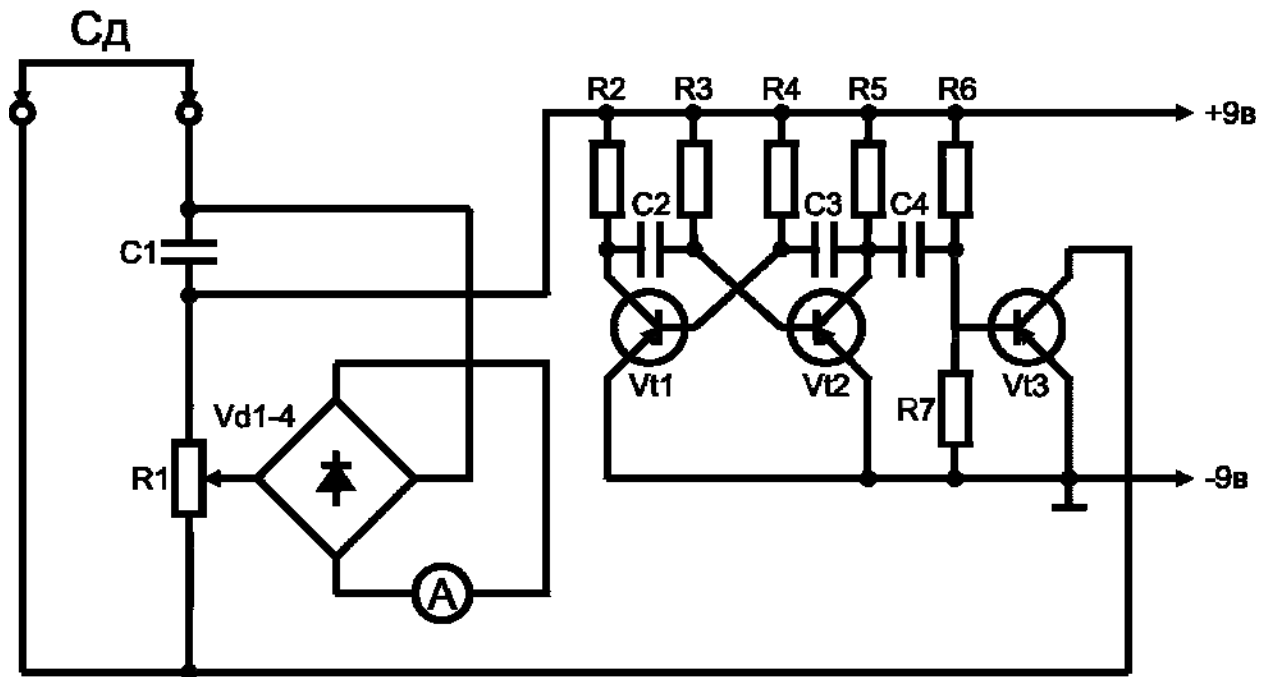 Сд
R2 R3 R4 R5 R6
+9в
C2 C3 C4
C1
Vt1 Vt2 Vt3
Vd1-4
R7
R1
-9в
A